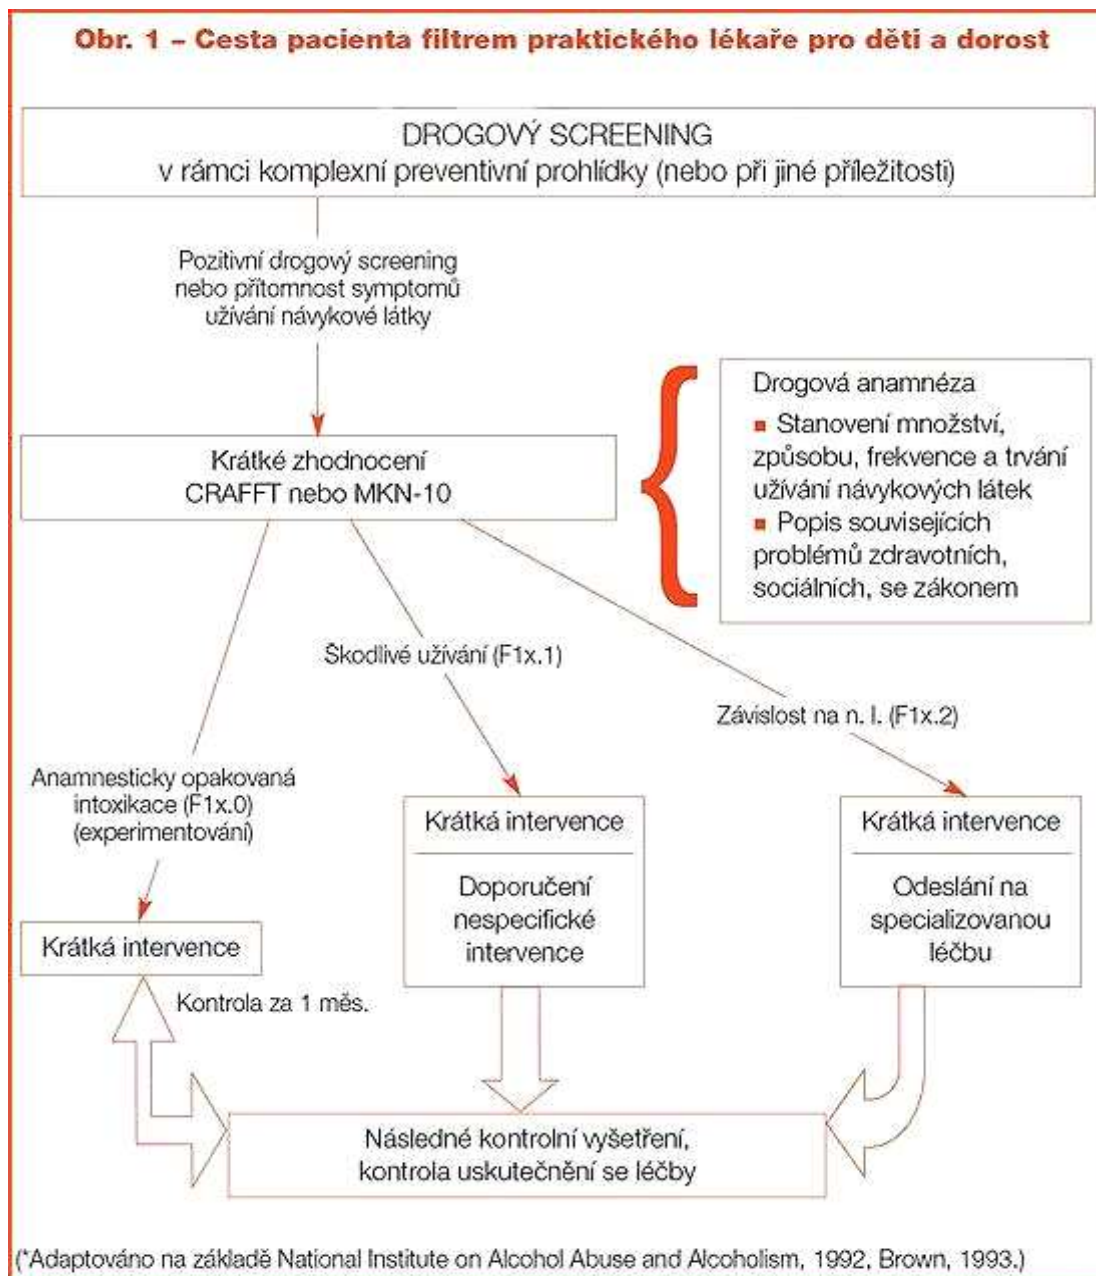 Obr. 1 – Cesta pacienta filtrem praktického lékaře pro děti a dorost
DROGOVÝ SCREENING
v rámci komplexní preventivní prohlídky (nebo při jiné příležitosti)
Pozitivní drogový screening
nebo přítomnost symptomů
užívání návykové látky
Krátké zhodnocení
CRAFFT nebo MKN-10
Drogová anamnéza
▪ Stanovení množství,
způsobu, frekvence a trvání
užívání návykových látek
▪ Popis souvisejících
problémů zdravotních,
sociálních, se zákonem
Škodlivé užívání (F1x.1)
Závislost na n. l. (F1x.2)
Anamnesticky opakovaná
intoxikace (F1x.0)
(experimentování)
Krátká intervence
Kontrola za 1 měs.
Krátká intervence
Doporučení
nespecifické
intervence
Krátká intervence
Odeslání na
specializovanou
léčbu
Následné kontrolní vyšetření,
kontrola uskutečnění se léčby
(*Adaptováno na základě National Institute on Alcohol Abuse and Alcoholism, 1992, Brown, 1993.)